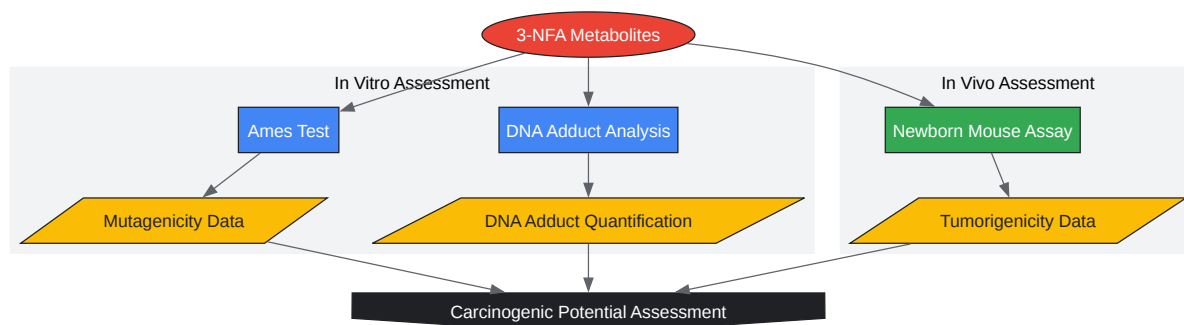 3-NFA Metabolites
In Vitro Assessment
In Vivo Assessment
Ames Test
DNA Adduct Analysis
Newborn Mouse Assay
Mutagenicity Data
DNA Adduct Quantification
Tumorigenicity Data
Carcinogenic Potential Assessment